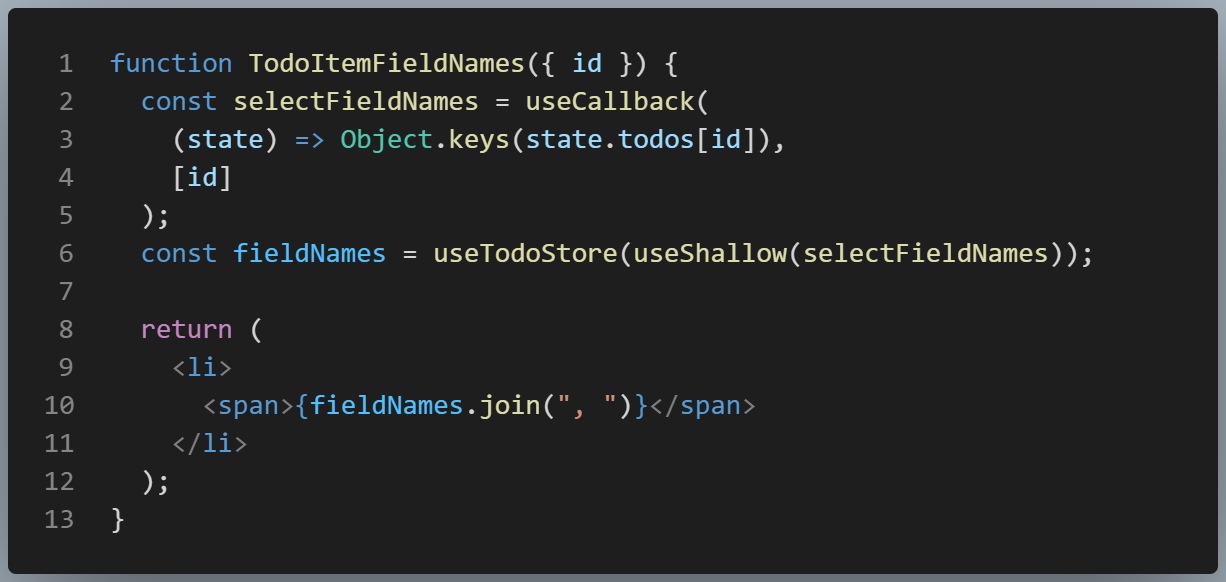 1 function TodoItemFieldNames({ id }) {
2   const selectFieldNames = useCallback(
3     (state) => Object.keys(state.todos[id]),
4     [id]
5   );
6   const fieldNames = useTodoStore(useShallow(selectFieldNames));
7
8   return (
9     <li>
10       <span>{fieldNames.join(", ")}</span>
11     </li>
12   );
13 }